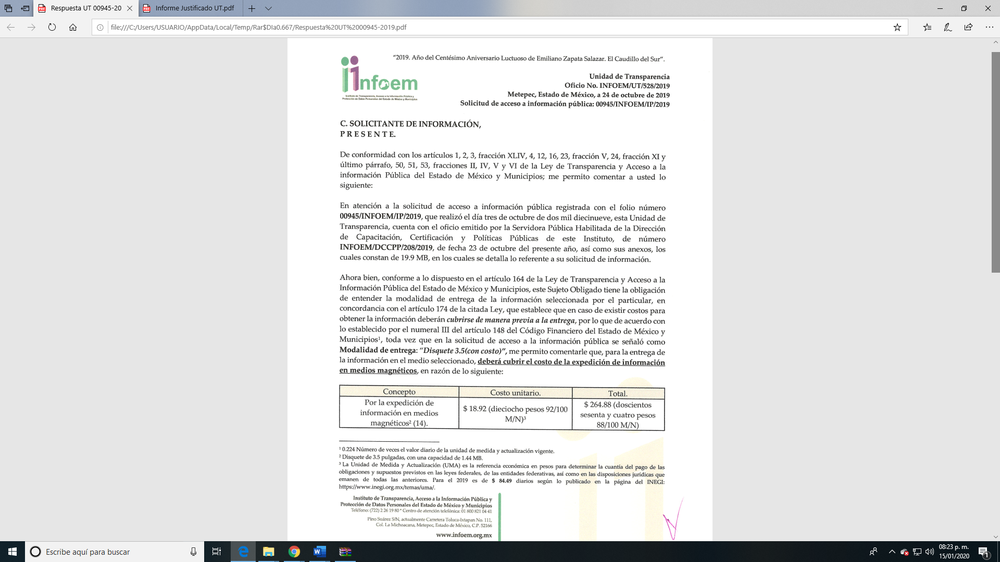 Respuesta UT 00945-20
Informe Justificado UT.pdf
file:///C:/Users/USUARIO/AppData/Local/Temp/Rar$DIa0.667/Respuesta%20UT%2000945-2019.pdf
"2019. Año del Centésimo Aniversario Luctuoso de Emiliano Zapata Salazar. El Caudillo del Sur".
infoem
Instituto de Transparencia, Acceso a la Información Pública y
Protección de Datos Personales del Estado de México y Municipios
Unidad de Transparencia
Oficio No. INFOEM/UT/528/2019
Metepec, Estado de México, a 24 de octubre de 2019
Solicitud de acceso a información pública: 00945/INFOEM/IP/2019
C. SOLICITANTE DE INFORMACIÓN,
P R E S E N T E.
De conformidad con los artículos 1, 2, 3, fracción XLIV, 4, 12, 16, 23, fracción V, 24, fracción XI y
último párrafo, 50, 51, 53, fracciones II, IV, V y VI de la Ley de Transparencia y Acceso a la
información Pública del Estado de México y Municipios; me permito comentar a usted lo
siguiente:
En atención a la solicitud de acceso a información pública registrada con el folio número
00945/INFOEM/IP/2019, que realizó el día tres de octubre de dos mil diecinueve, esta Unidad de
Transparencia, cuenta con el oficio emitido por la Servidora Pública Habilitada de la Dirección
de Capacitación, Certificación y Políticas Públicas de este Instituto, de número
INFOEM/DCCPP/208/2019, de fecha 23 de octubre del presente año, así como sus anexos, los
cuales constan de 19.9 MB, en los cuales se detalla lo referente a su solicitud de información.
Ahora bien, conforme a lo dispuesto en el artículo 164 de la Ley de Transparencia y Acceso a la
Información Pública del Estado de México y Municipios, este Sujeto Obligado tiene la obligación
de entender la modalidad de entrega de la información seleccionada por el particular, en
concordancia con el artículo 174 de la citada Ley, que establece que en caso de existir costos para
obtener la información deberán cubrirse de manera previa a la entrega, por lo que de acuerdo con
lo establecido por el numeral III del artículo 148 del Código Financiero del Estado de México y
Municipios¹, toda vez que en la solicitud de acceso a la información pública se señaló como
Modalidad de entrega: "Disquete 3.5(con costo)", me permito comentarle que, para la entrega de
la información en el medio seleccionado, deberá cubrir el costo de la expedición de información
en medios magnéticos, en razón de lo siguiente:
Concepto
Costo unitario.
Total.
Por la expedición de
información en medios
magnéticos² (14).
$ 18.92 (dieciocho pesos 92/100
M/N)³
$ 264.88 (doscientos
sesenta y cuatro pesos
88/100 M/N)
¹ 0.224 Número de veces el valor diario de la unidad de medida y actualización vigente.
² Disquete de 3.5 pulgadas, con una capacidad de 1.44 MB.
³ La Unidad de Medida y Actualización (UMA) es la referencia económica en pesos para determinar la cuantía del pago de las
obligaciones y supuestos previstos en las leyes federales, de las entidades federativas, así como en las disposiciones jurídicas que
emanen de todas las anteriores. Para el 2019 es de $ 84.49 diarios según lo publicado en la página del INEGI:
https://www.inegi.org.mx/temas/uma/.
Instituto de Transparencia, Acceso a la Información Pública y
Protección de Datos Personales del Estado de México y Municipios
Teléfono: (722) 2 26 19 80 * Centro de atención telefónica: 01 800 821 04 41
Pino Suárez S/N, actualmente Carretera Toluca-Ixtapan No. 111,
Col. La Michoacana, Metepec, Estado de México, C.P. 52166
www.infoem.org.mx
Escribe aquí para buscar
08:23 p. m.
15/01/2020
1